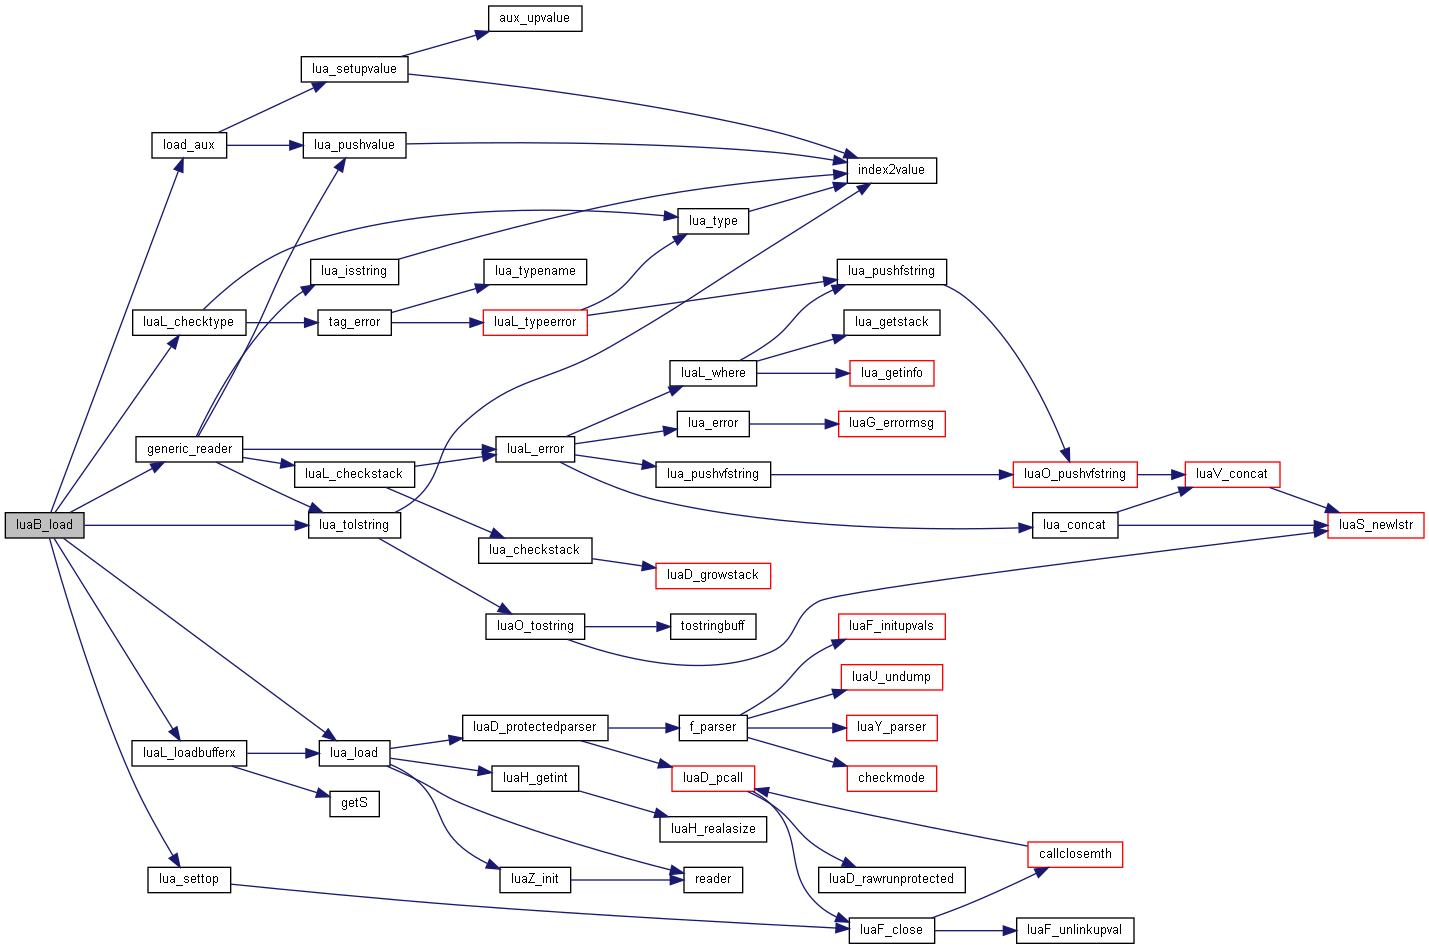 aux_upvalue
lua_setupvalue
load_aux
lua_pushvalue
index2value
lua_type
lua_isstring
lua_typename
lua_pushfstring
luaL_checktype
tag_error
luaL_typeerror
lua_getstack
luaL_where
lua_getinfo
lua_error
luaG_errormsg
generic_reader
luaL_error
luaL_checkstack
lua_pushvfstring
luaO_pushvfstring
luaV_concat
luaB_load
lua_tolstring
lua_concat
luaS_newlstr
lua_checkstack
luaD_growstack
luaO_tostring
tostringbuff
luaF_initupvals
luaU_undump
luaD_protectedparser
f_parser
luaY_parser
luaL_loadbufferx
lua_load
luaH_getint
luaD_pcall
checkmode
getS
luaH_realasize
callclosemth
lua_settop
luaZ_init
reader
luaD_rawrunprotected
luaF_close
luaF_unlinkupval